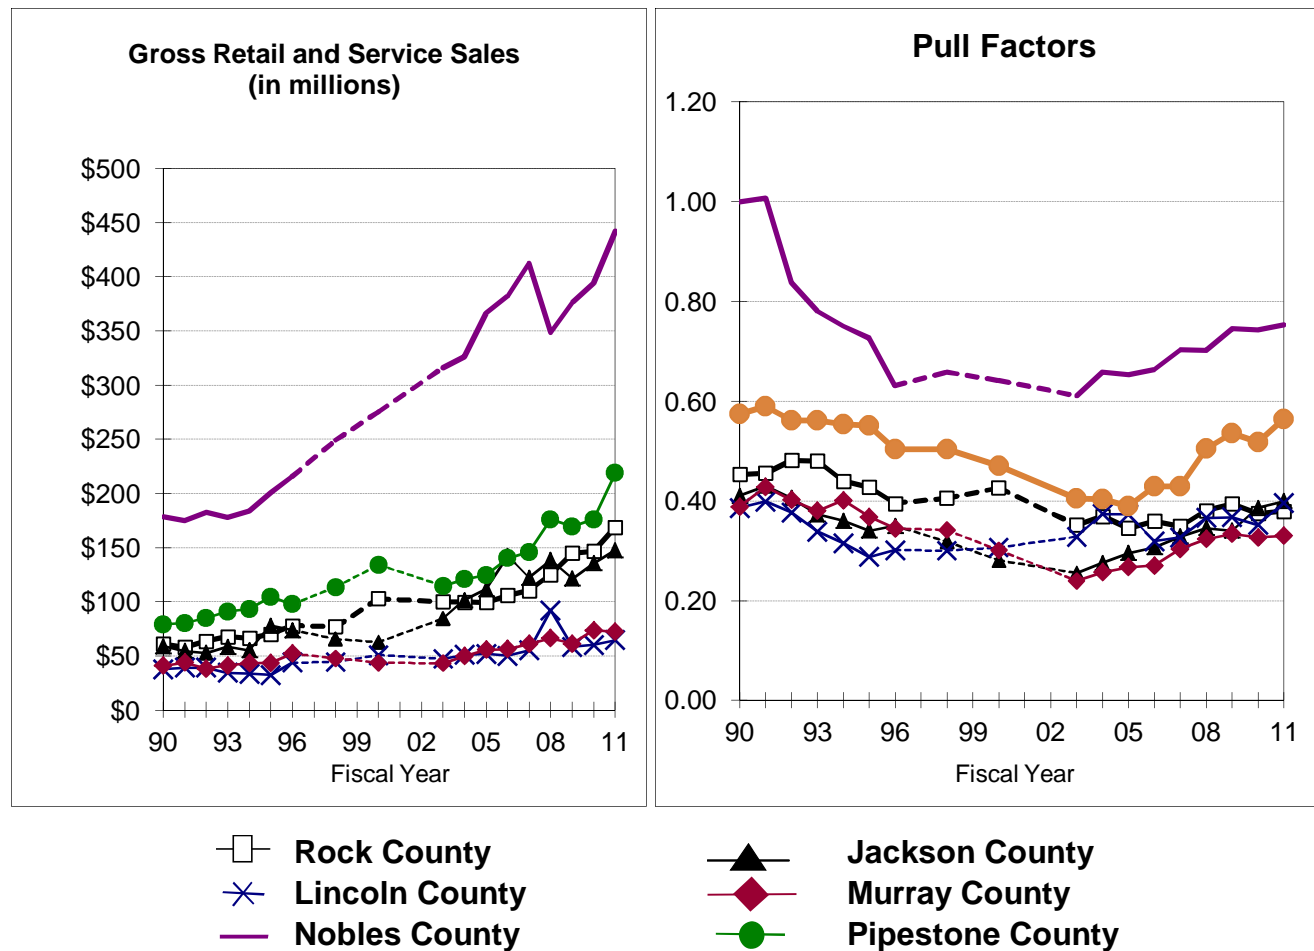 Gross Retail and Service Sales
(in millions)
$500
$450
$400
$350
$300
$250
$200
$150
$100
$50
$0
90 93 96 99 02 05 08 11
Fiscal Year
Pull Factors
1.20
1.00
0.80
0.60
0.40
0.20
0.00
90 93 96 99 02 05 08 11
Fiscal Year
Rock County
Jackson County
Lincoln County
Murray County
Nobles County
Pipestone County